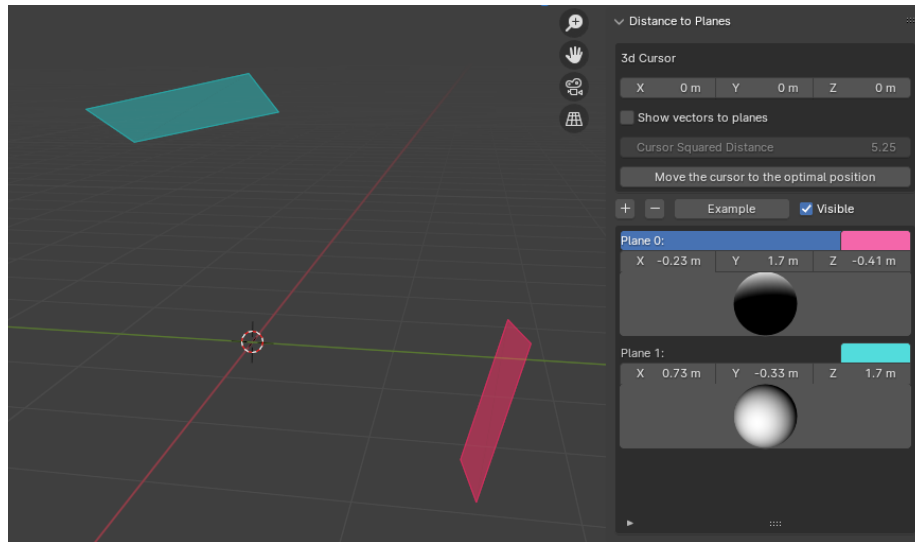 Distance to Planes
3d Cursor
X 0 m Y 0 m Z 0 m
Show vectors to planes
Cursor Squared Distance 5.25
Move the cursor to the optimal position
+ − Example Visible
Plane 0:
X -0.23 m Y 1.7 m Z -0.41 m
Plane 1:
X 0.73 m Y -0.33 m Z 1.7 m